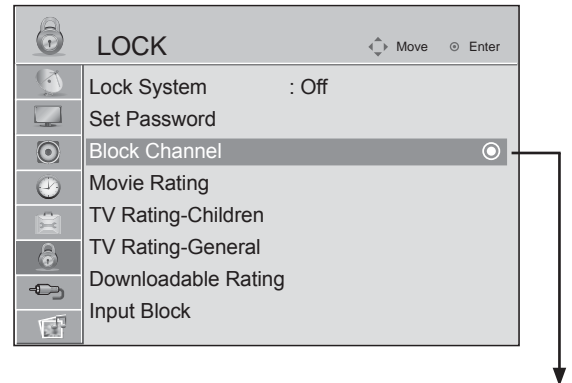 LOCK Move Enter
Lock System : Off
Set Password
Block Channel
Movie Rating
TV Rating-Children
TV Rating-General
Downloadable Rating
Input Block